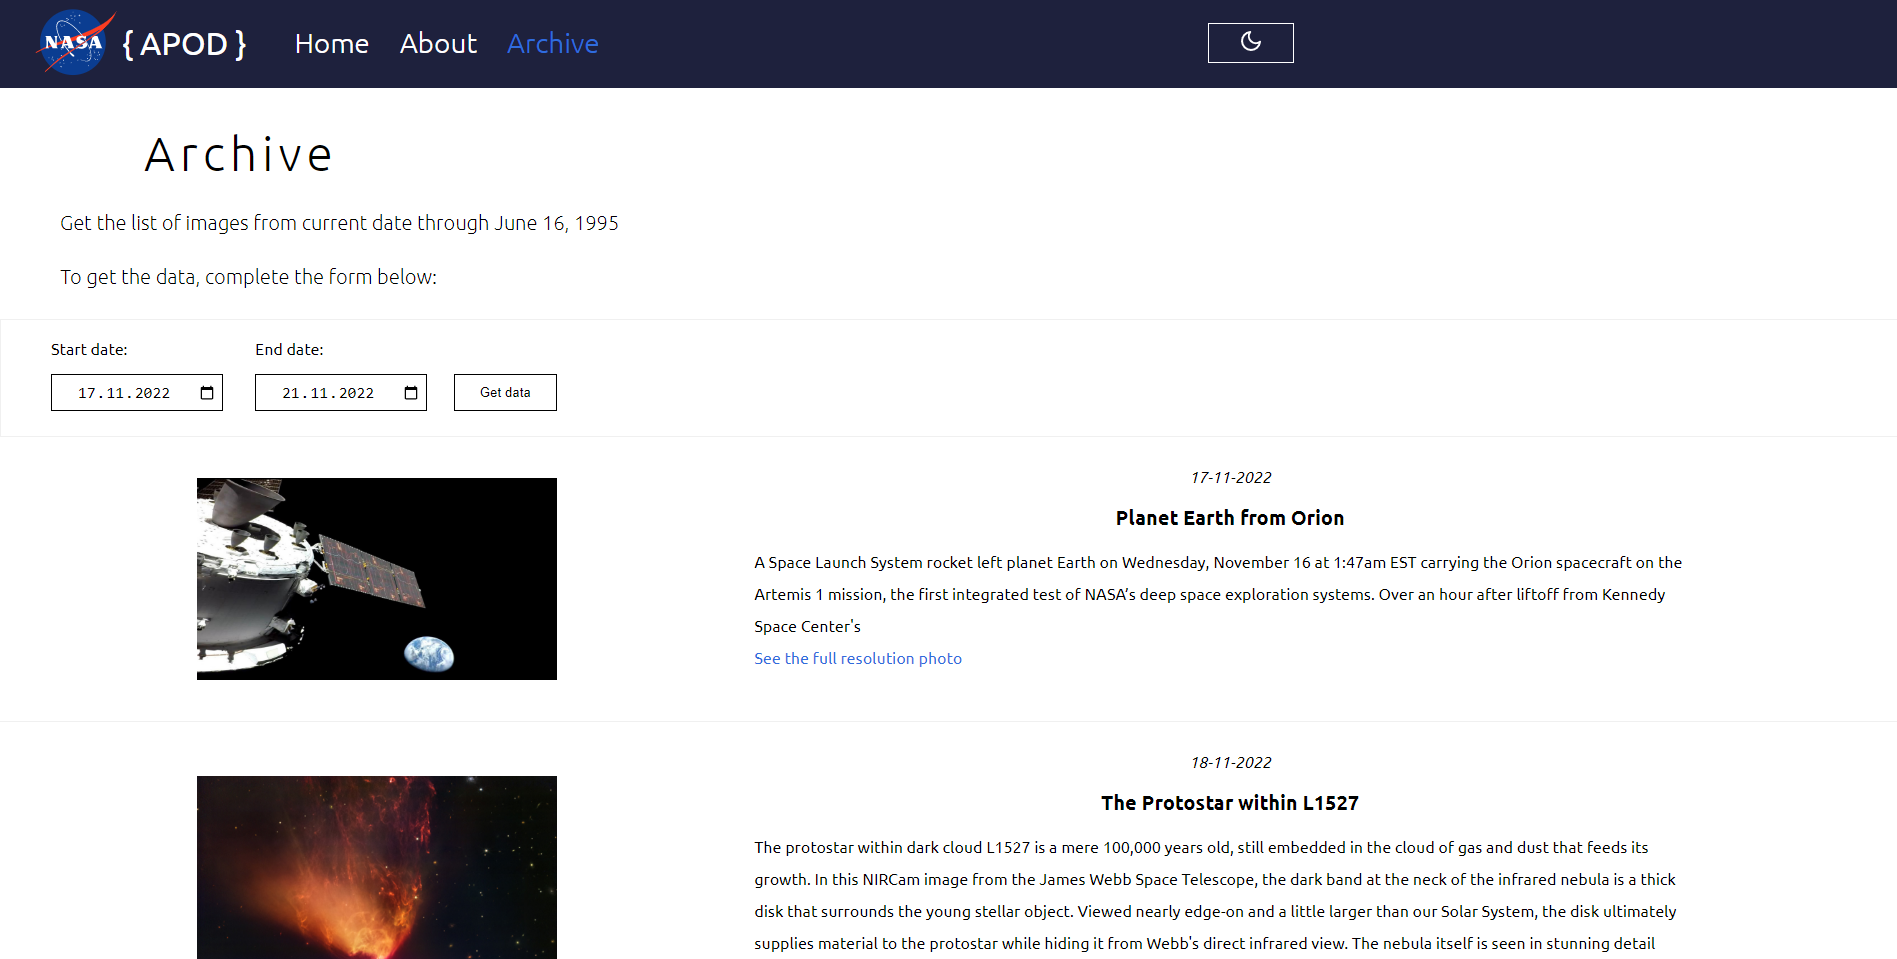 NASA { APOD } Home About Archive
Archive
Get the list of images from current date through June 16, 1995
To get the data, complete the form below:
Start date: End date:
17.11.2022 21.11.2022 Get data
17-11-2022
Planet Earth from Orion
A Space Launch System rocket left planet Earth on Wednesday, November 16 at 1:47am EST carrying the Orion spacecraft on the
Artemis 1 mission, the first integrated test of NASA’s deep space exploration systems. Over an hour after liftoff from Kennedy
Space Center's
See the full resolution photo
18-11-2022
The Protostar within L1527
The protostar within dark cloud L1527 is a mere 100,000 years old, still embedded in the cloud of gas and dust that feeds its
growth. In this NIRCam image from the James Webb Space Telescope, the dark band at the neck of the infrared nebula is a thick
disk that surrounds the young stellar object. Viewed nearly edge-on and a little larger than our Solar System, the disk ultimately
supplies material to the protostar while hiding it from Webb's direct infrared view. The nebula itself is seen in stunning detail